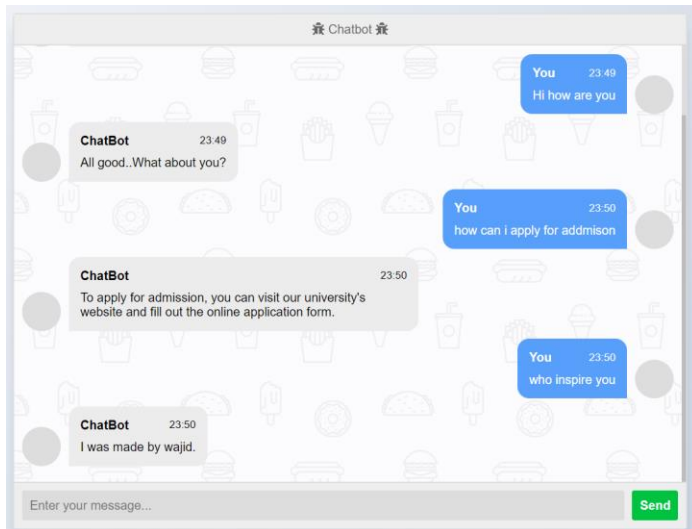 Chatbot
You 23:49
Hi how are you
ChatBot 23:49
All good..What about you?
You 23:50
how can i apply for addmison
ChatBot 23:50
To apply for admission, you can visit our university's
website and fill out the online application form.
You 23:50
who inspire you
ChatBot 23:50
I was made by wajid.
Enter your message...
Send